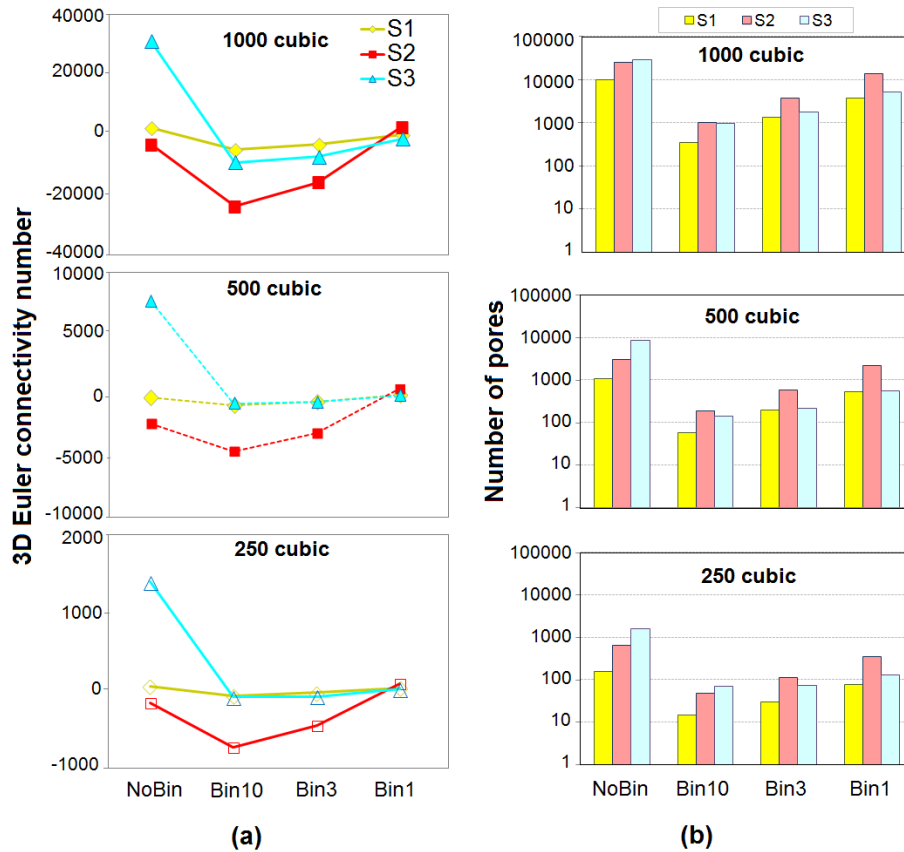 3D Euler connectivity number
40000
20000
0
-20000
-40000
1000 cubic
S1
S2
S3
10000
5000
0
-5000
-10000
500 cubic
2000
1000
0
-1000
250 cubic
NoBin Bin10 Bin3 Bin1
(a)
Number of pores
S1 S2 S3
100000
10000
1000
100
10
1
1000 cubic
100000
10000
1000
100
10
1
500 cubic
100000
10000
1000
100
10
1
250 cubic
NoBin Bin10 Bin3 Bin1
(b)